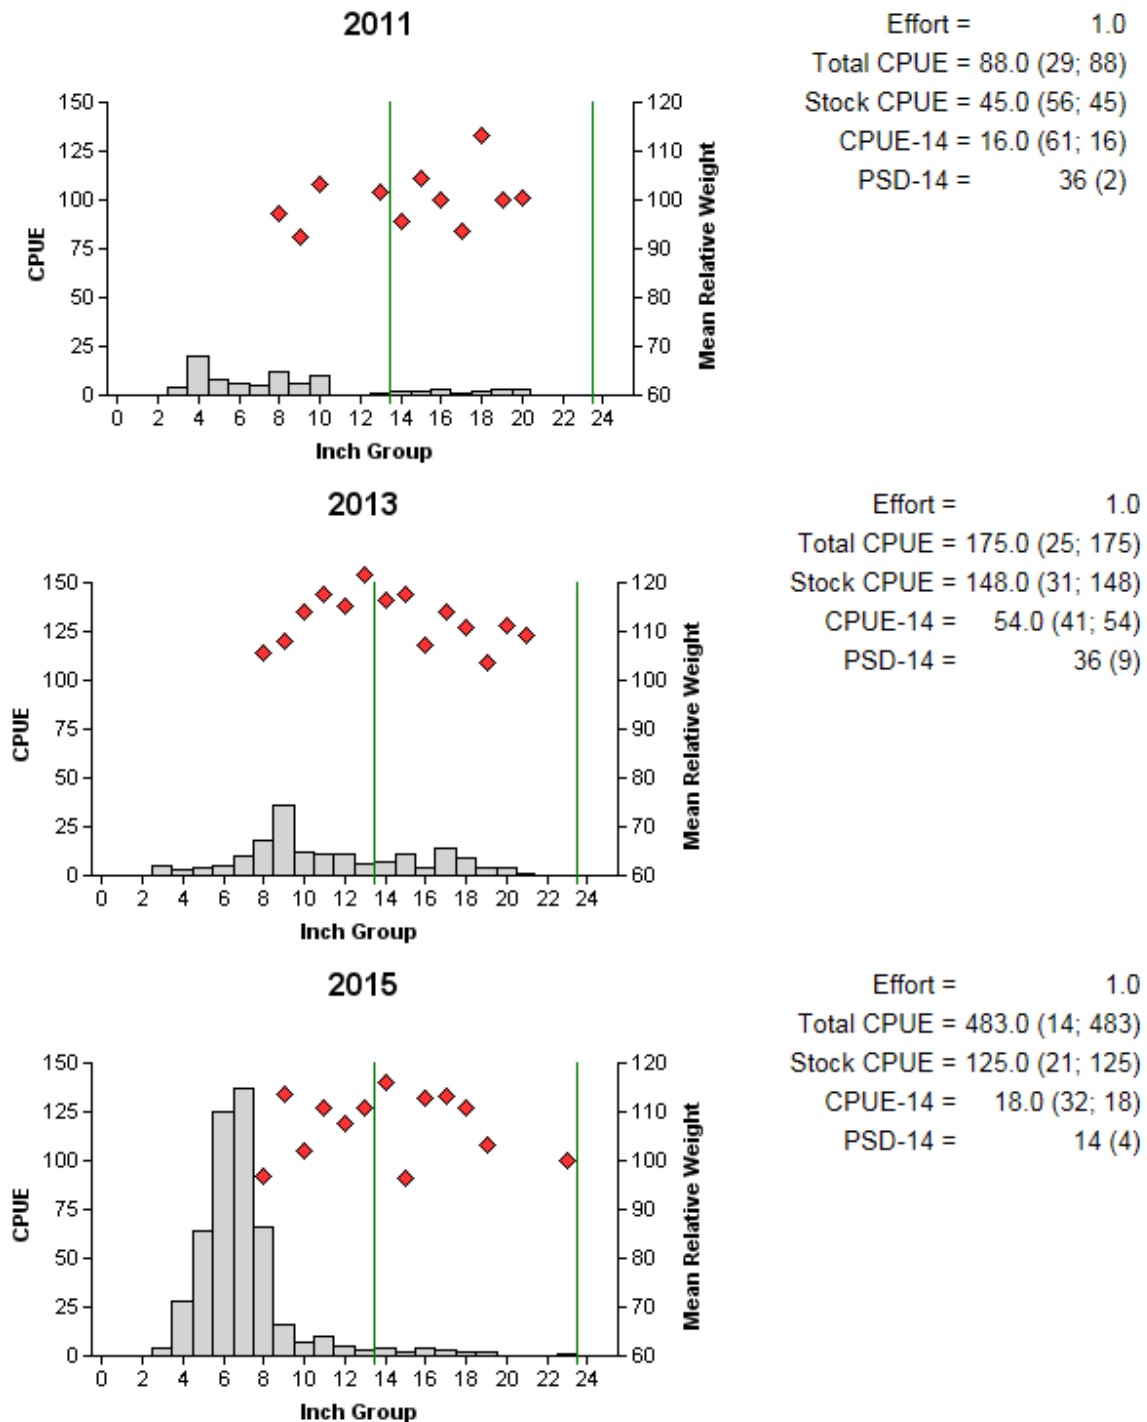 2011
Effort = 1.0
Total CPUE = 88.0 (29; 88)
Stock CPUE = 45.0 (56; 45)
CPUE-14 = 16.0 (61; 16)
PSD-14 = 36 (2)
150
125
100
75
50
25
0
CPUE
120
110
100
90
80
70
60
Mean Relative Weight
0 2 4 6 8 10 12 14 16 18 20 22 24
Inch Group
2013
Effort = 1.0
Total CPUE = 175.0 (25; 175)
Stock CPUE = 148.0 (31; 148)
CPUE-14 = 54.0 (41; 54)
PSD-14 = 36 (9)
150
125
100
75
50
25
0
CPUE
120
110
100
90
80
70
60
Mean Relative Weight
0 2 4 6 8 10 12 14 16 18 20 22 24
Inch Group
2015
Effort = 1.0
Total CPUE = 483.0 (14; 483)
Stock CPUE = 125.0 (21; 125)
CPUE-14 = 18.0 (32; 18)
PSD-14 = 14 (4)
150
125
100
75
50
25
0
CPUE
120
110
100
90
80
70
60
Mean Relative Weight
0 2 4 6 8 10 12 14 16 18 20 22 24
Inch Group